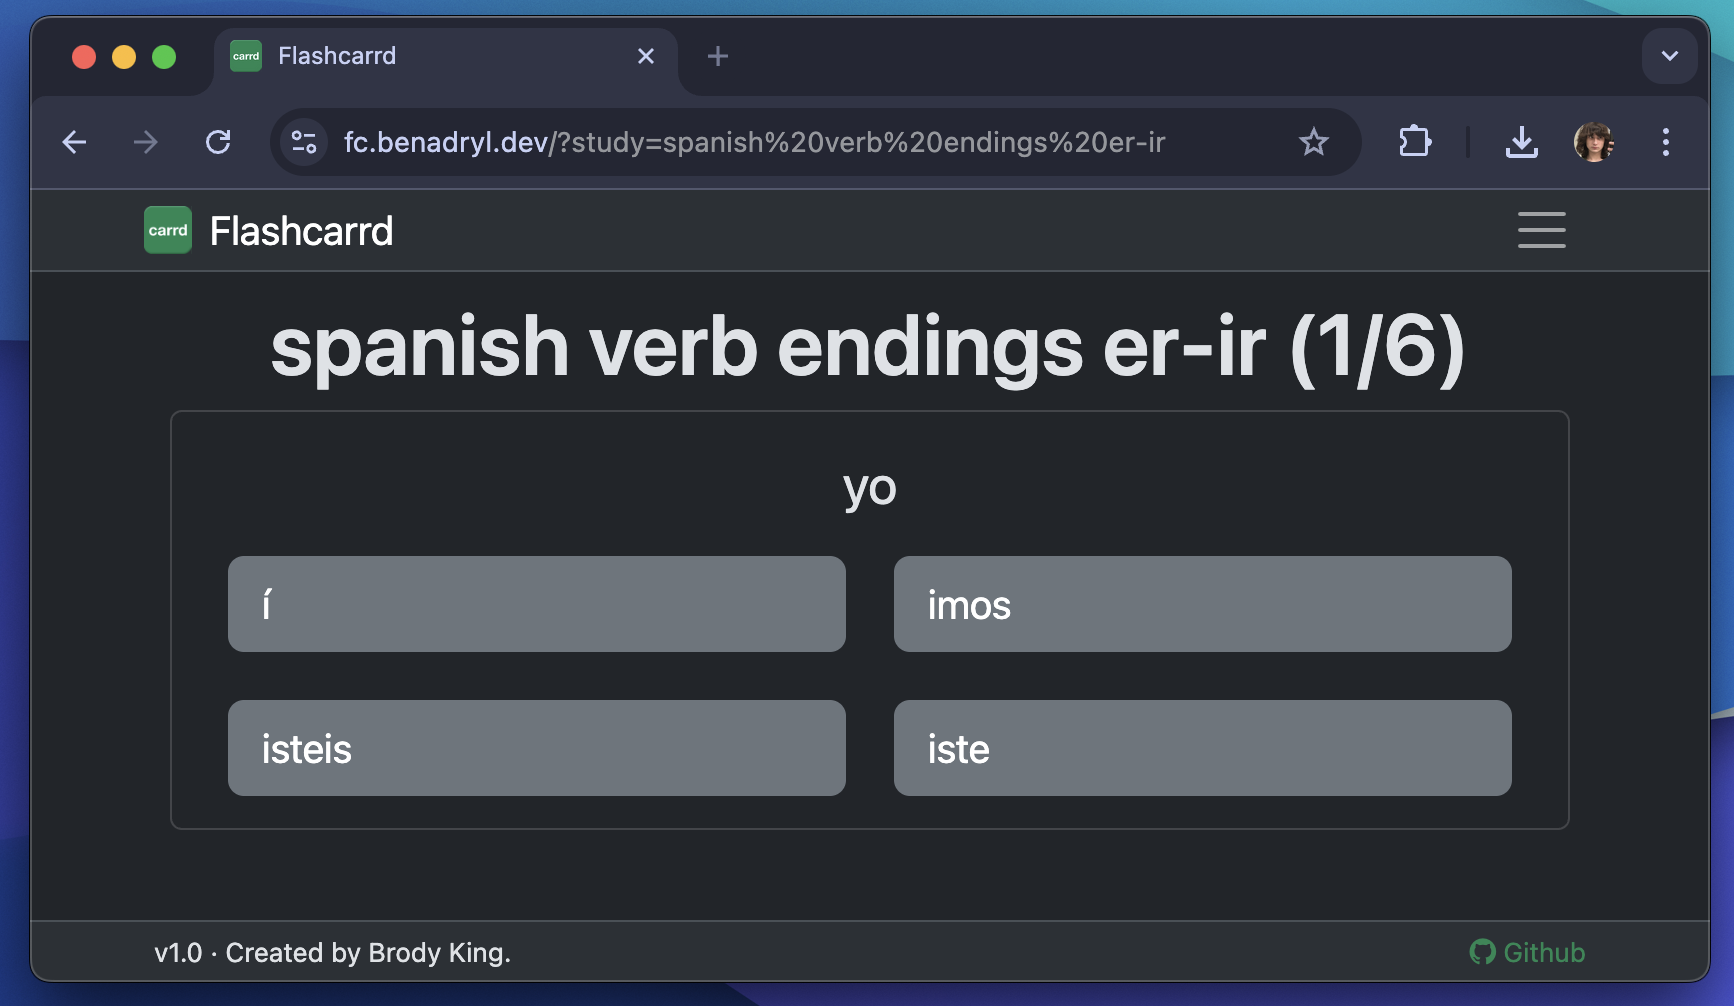 carrd Flashcarrd
fc.benadryl.dev/?study=spanish%20verb%20endings%20er-ir
carrd Flashcarrd
spanish verb endings er-ir (1/6)
yo
í
imos
isteis
iste
v1.0 · Created by Brody King.
Github